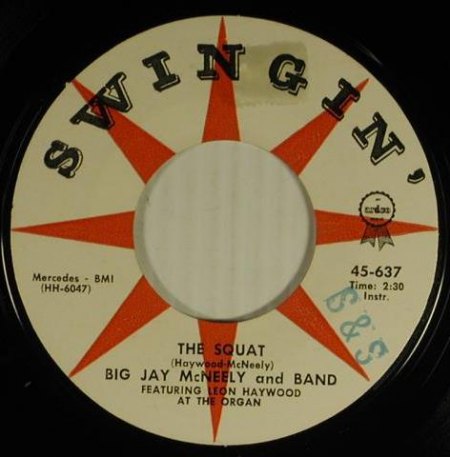 SWINGIN'
Mercedes - BMI
(HH-6047)
45-637
Time: 2:30
Instr.
THE SQUAT
(Haywood-McNeely)
BIG JAY McNEELY and BAND
FEATURING LEON HAYWOOD
AT THE ORGAN